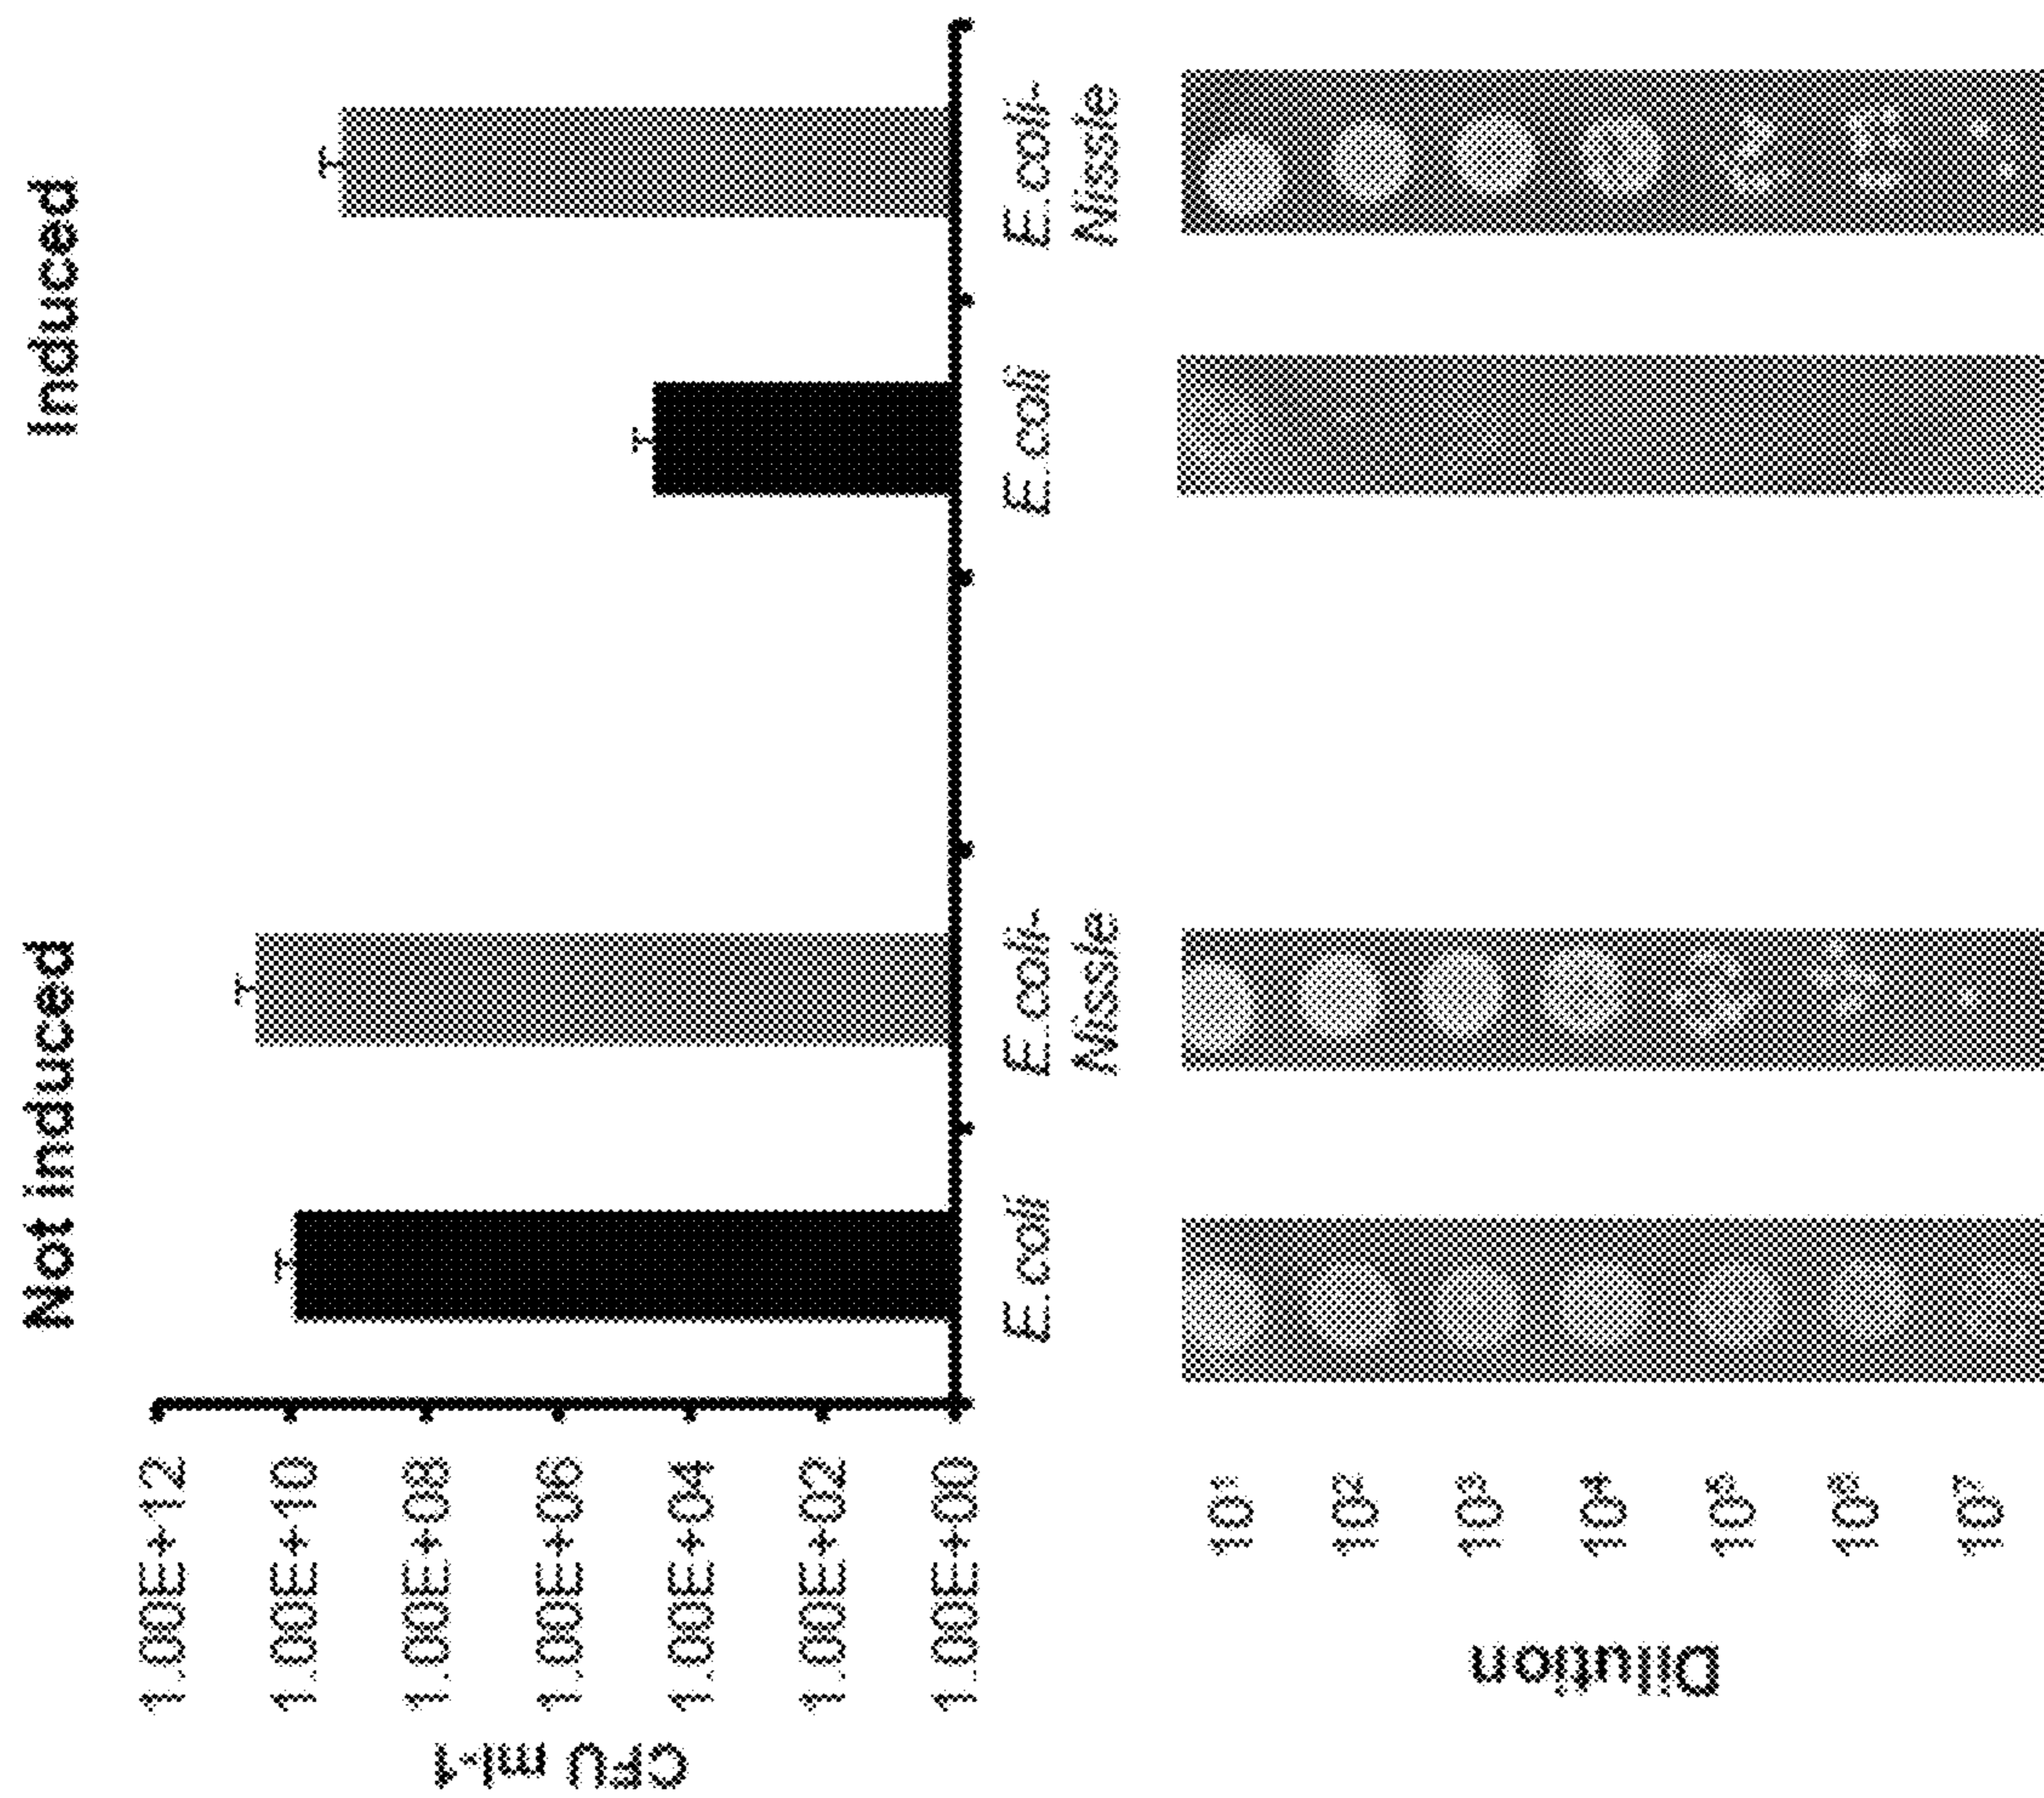 Not induced
Induced
1.00E+12
1.00E+10
1.00E+08
1.00E+06
1.00E+04
1.00E+02
1.00E+00
CFU ml-1
E.coli
E.coli-
Nissle
E.coli
E.coli-
Nissle
Dilution
10¹
10²
10³
10⁴
10⁵
10⁶
10⁷